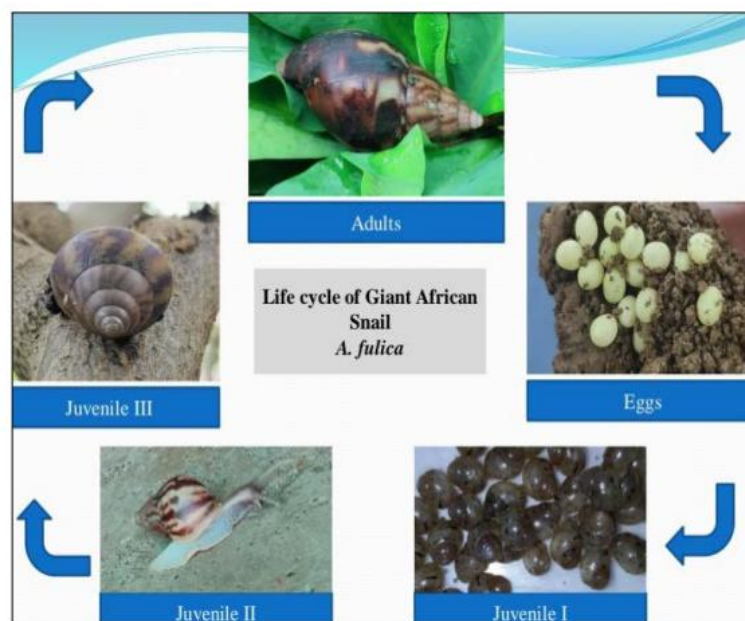 Adults
Life cycle of Giant African
Snail
A. fulica
Juvenile III
Eggs
Juvenile II
Juvenile I